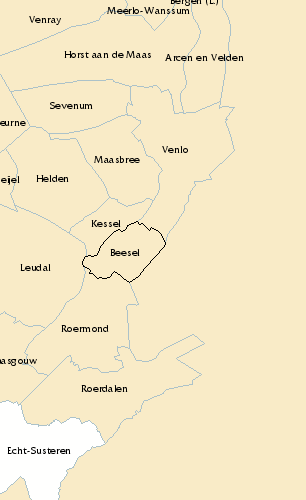 Bergen (L.)
Meerlo-Wanssum
Venray
Horst aan de Maas
Arcen en Velden
Sevenum
eurne
Venlo
Maasbree
eijel
Helden
Kessel
Beesel
Leudal
Roermond
asgouw
Roerdalen
Echt-Susteren